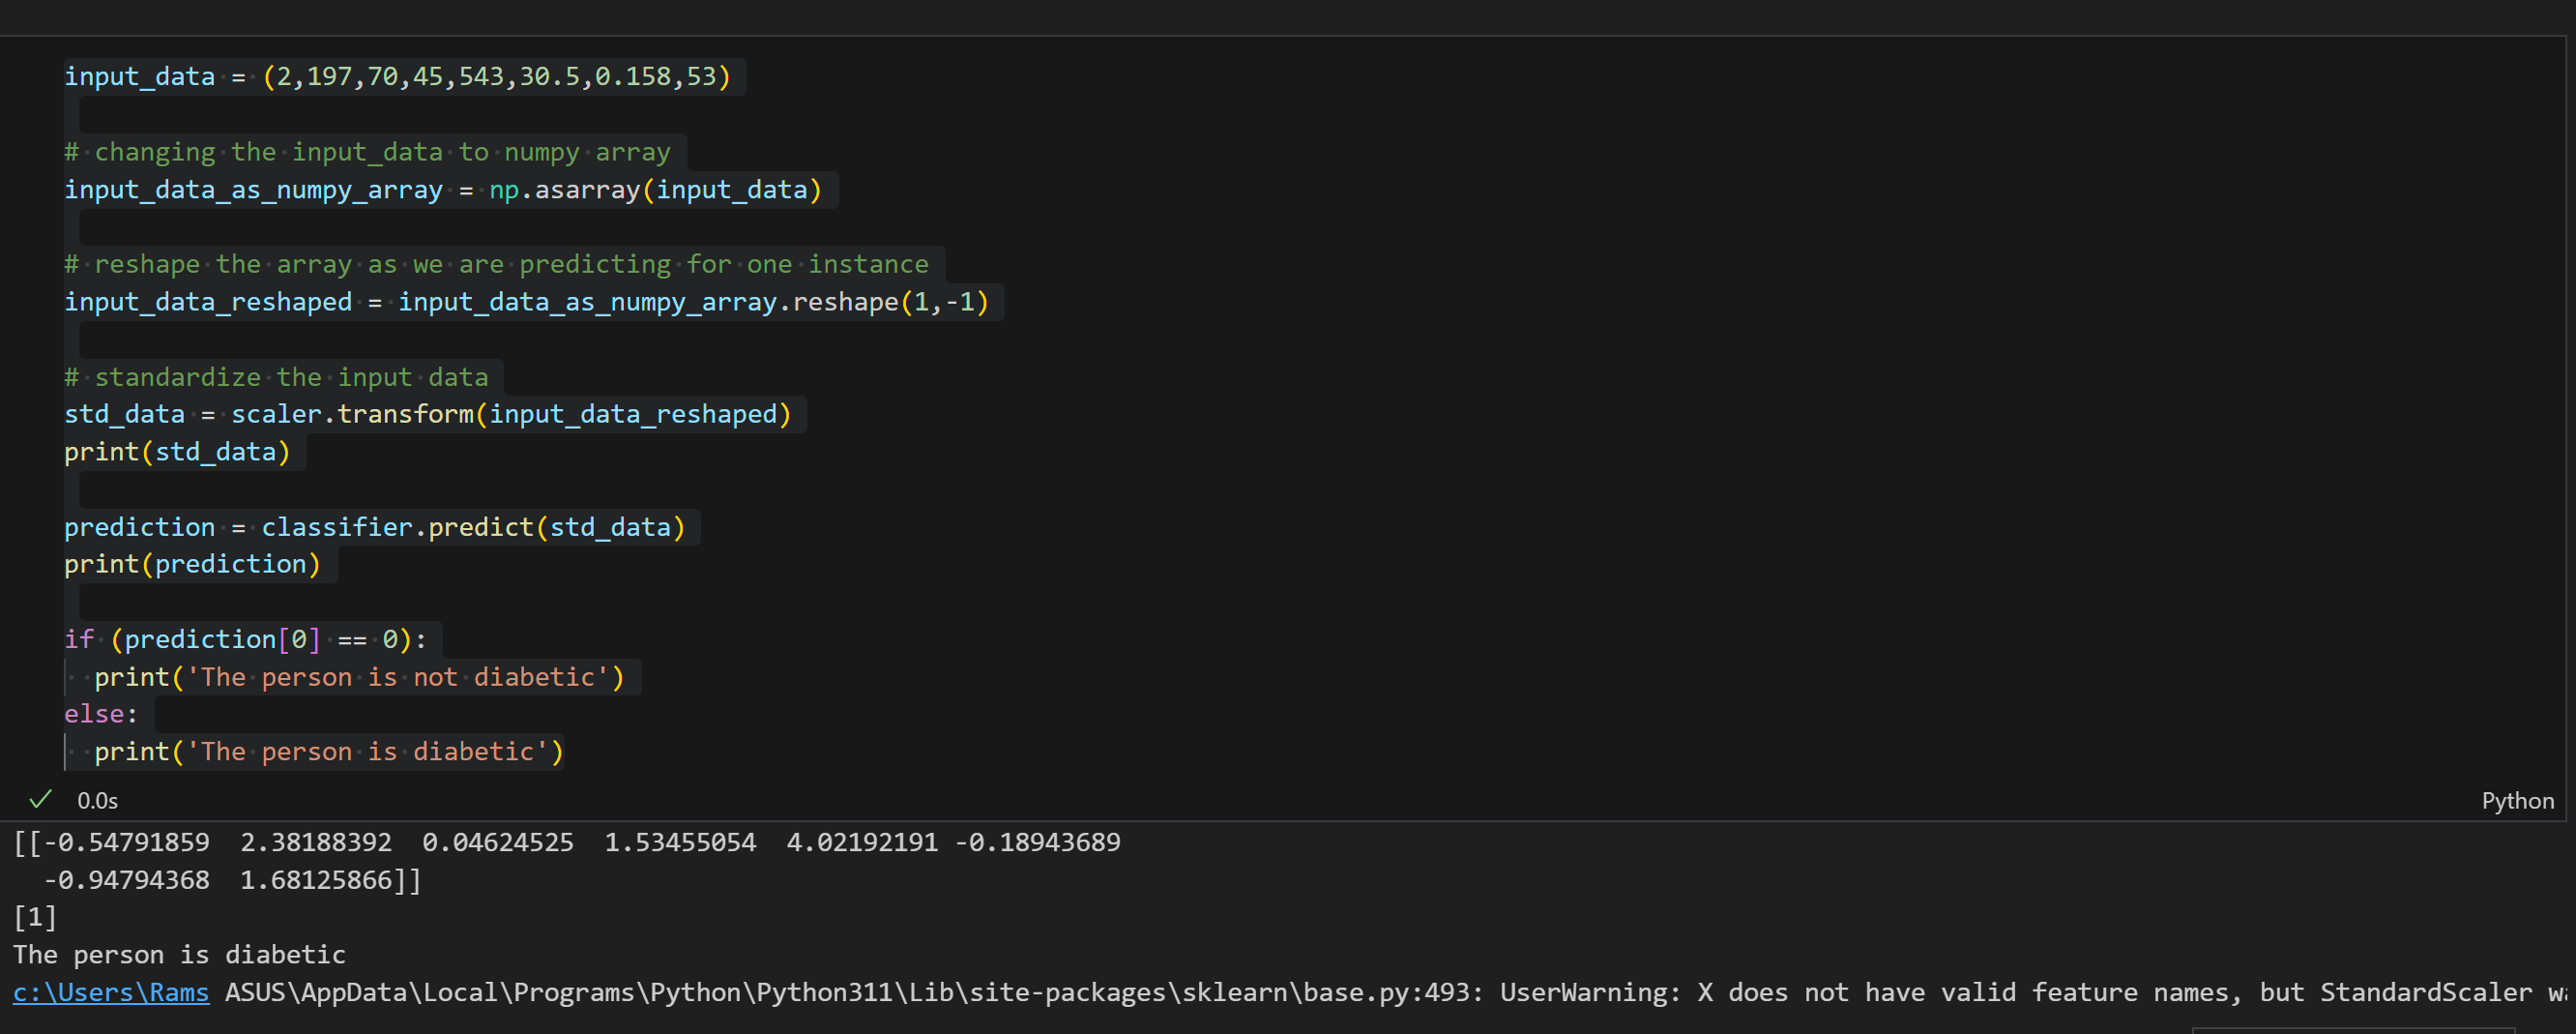 input_data = (2,197,70,45,543,30.5,0.158,53)
# changing the input_data to numpy array
input_data_as_numpy_array = np.asarray(input_data)
# reshape the array as we are predicting for one instance
input_data_reshaped = input_data_as_numpy_array.reshape(1,-1)
# standardize the input data
std_data = scaler.transform(input_data_reshaped)
print(std_data)
prediction = classifier.predict(std_data)
print(prediction)
if (prediction[0] == 0):
  print('The person is not diabetic')
else:
  print('The person is diabetic')
0.0s
Python
[[-0.54791859  2.38188392  0.04624525  1.53455054  4.02192191 -0.18943689
  -0.94794368  1.68125866]]
[1]
The person is diabetic
c:\Users\Rams ASUS\AppData\Local\Programs\Python\Python311\Lib\site-packages\sklearn\base.py:493: UserWarning: X does not have valid feature names, but StandardScaler